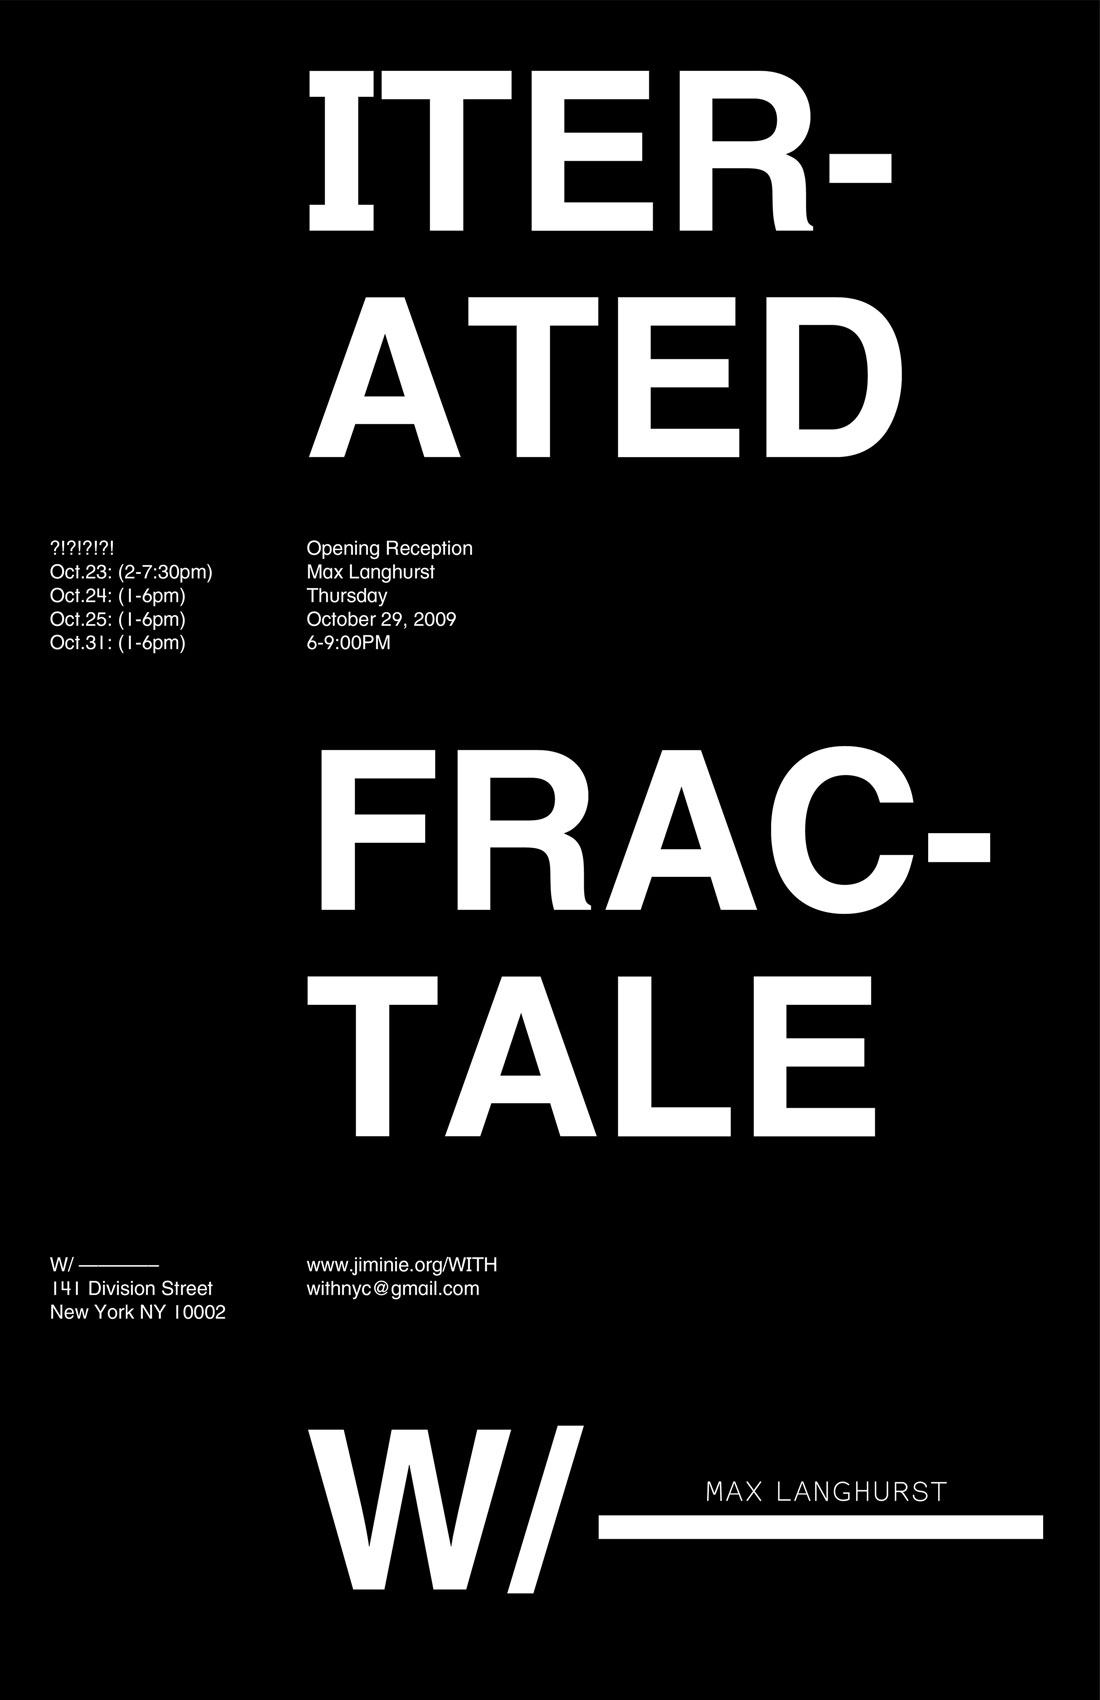 ITER-
ATED
?!?!?!?!
Oct.23: (2-7:30pm)
Oct.24: (1-6pm)
Oct.25: (1-6pm)
Oct.31: (1-6pm)
Opening Reception
Max Langhurst
Thursday
October 29, 2009
6-9:00PM
FRAC-
TALE
W/ ————
141 Division Street
New York NY 10002
www.jiminie.org/WITH
withnyc@gmail.com
W/
MAX LANGHURST